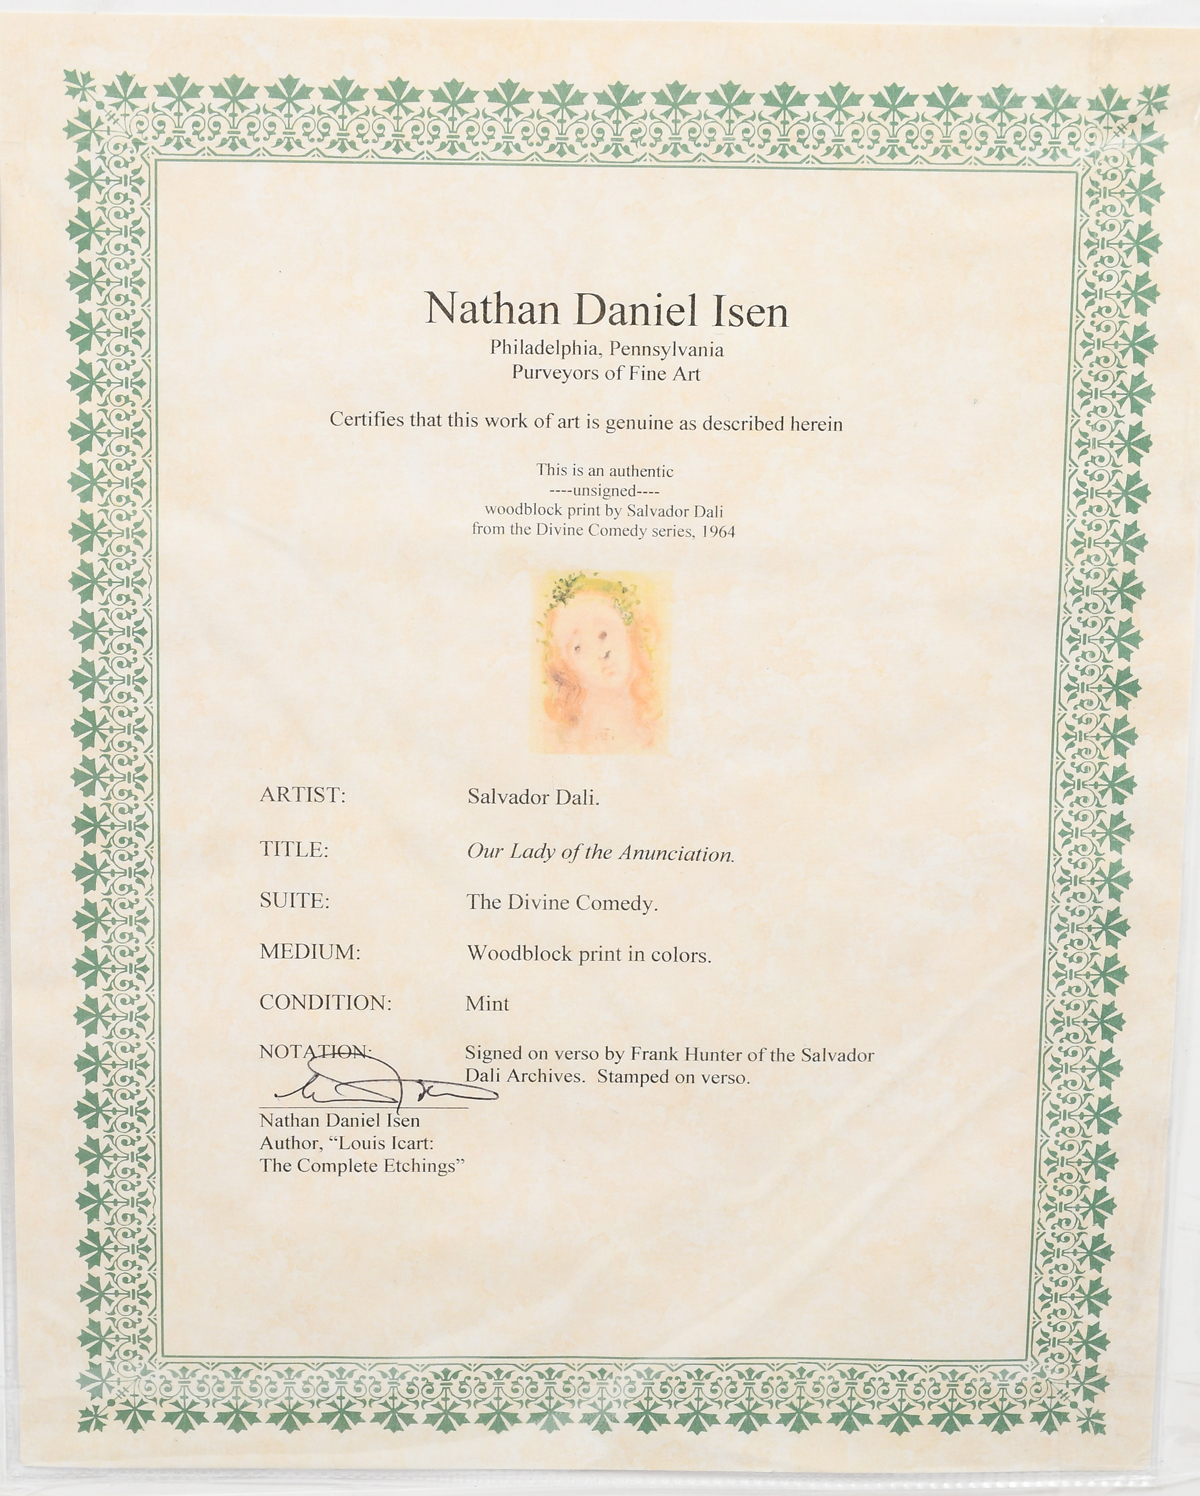 Nathan Daniel Isen
Philadelphia, Pennsylvania
Purveyors of Fine Art
Certifies that this work of art is genuine as described herein
This is an authentic
----unsigned----
woodblock print by Salvador Dali
from the Divine Comedy series, 1964
ARTIST: Salvador Dali.
TITLE: Our Lady of the Anunciation.
SUITE: The Divine Comedy.
MEDIUM: Woodblock print in colors.
CONDITION: Mint
NOTATION: Signed on verso by Frank Hunter of the Salvador
Dali Archives. Stamped on verso.
Nathan Daniel Isen
Author, “Louis Icart:
The Complete Etchings”